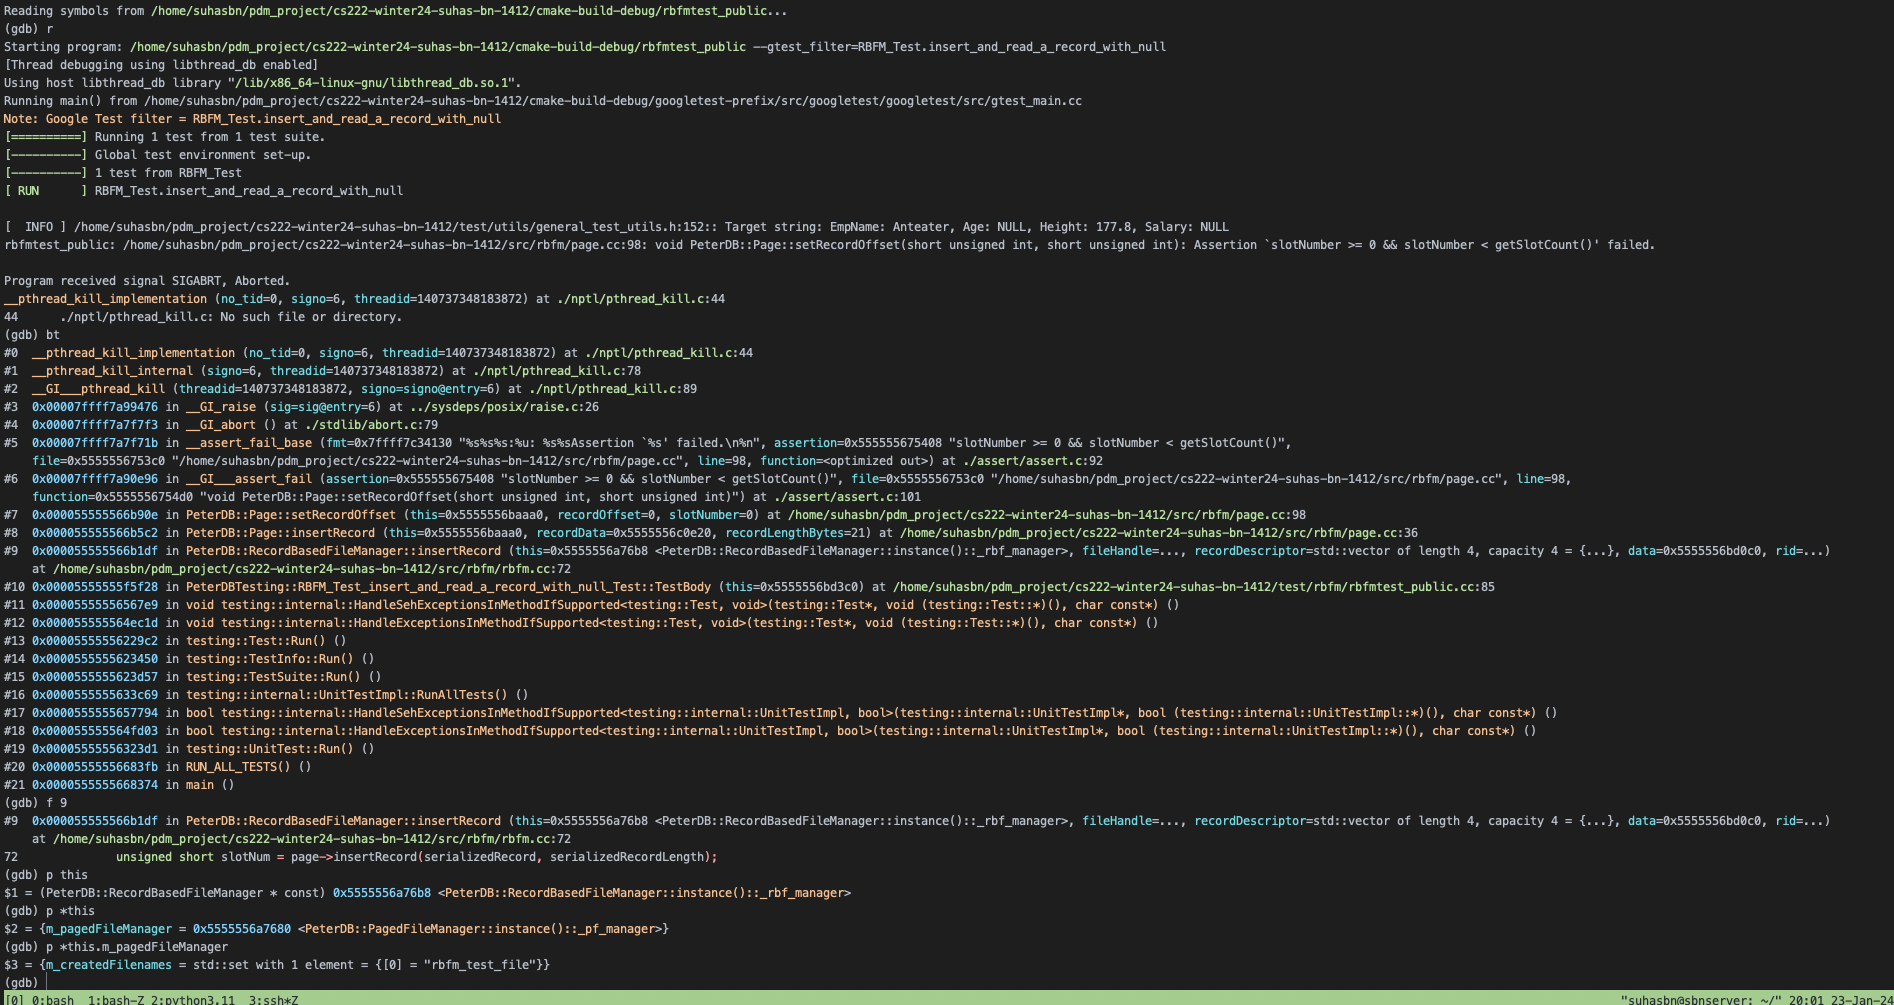 Reading symbols from /home/suhasbn/pdm_project/cs222-winter24-suhas-bn-1412/cmake-build-debug/rbfmtest_public...
(gdb) r
Starting program: /home/suhasbn/pdm_project/cs222-winter24-suhas-bn-1412/cmake-build-debug/rbfmtest_public --gtest_filter=RBFM_Test.insert_and_read_a_record_with_null
[Thread debugging using libthread_db enabled]
Using host libthread_db library "/lib/x86_64-linux-gnu/libthread_db.so.1".
Running main() from /home/suhasbn/pdm_project/cs222-winter24-suhas-bn-1412/cmake-build-debug/googletest-prefix/src/googletest/googletest/src/gtest_main.cc
Note: Google Test filter = RBFM_Test.insert_and_read_a_record_with_null
[==========] Running 1 test from 1 test suite.
[----------] Global test environment set-up.
[----------] 1 test from RBFM_Test
[ RUN      ] RBFM_Test.insert_and_read_a_record_with_null
[  INFO ] /home/suhasbn/pdm_project/cs222-winter24-suhas-bn-1412/test/utils/general_test_utils.h:152:: Target string: EmpName: Anteater, Age: NULL, Height: 177.8, Salary: NULL
rbfmtest_public: /home/suhasbn/pdm_project/cs222-winter24-suhas-bn-1412/src/rbfm/page.cc:98: void PeterDB::Page::setRecordOffset(short unsigned int, short unsigned int): Assertion `slotNumber >= 0 && slotNumber < getSlotCount()' failed.
Program received signal SIGABRT, Aborted.
__pthread_kill_implementation (no_tid=0, signo=6, threadid=140737348183872) at ./nptl/pthread_kill.c:44
44      ./nptl/pthread_kill.c: No such file or directory.
(gdb) bt
#0  __pthread_kill_implementation (no_tid=0, signo=6, threadid=140737348183872) at ./nptl/pthread_kill.c:44
#1  __pthread_kill_internal (signo=6, threadid=140737348183872) at ./nptl/pthread_kill.c:78
#2  __GI___pthread_kill (threadid=140737348183872, signo=signo@entry=6) at ./nptl/pthread_kill.c:89
#3  0x00007ffff7a99476 in __GI_raise (sig=sig@entry=6) at ../sysdeps/posix/raise.c:26
#4  0x00007ffff7a7f7f3 in __GI_abort () at ./stdlib/abort.c:79
#5  0x00007ffff7a7f71b in __assert_fail_base (fmt=0x7ffff7c34130 "%s%s%s:%u: %s%sAssertion `%s' failed.\n%n", assertion=0x555555675408 "slotNumber >= 0 && slotNumber < getSlotCount()",
    file=0x5555556753c0 "/home/suhasbn/pdm_project/cs222-winter24-suhas-bn-1412/src/rbfm/page.cc", line=98, function=<optimized out>) at ./assert/assert.c:92
#6  0x00007ffff7a90e96 in __GI___assert_fail (assertion=0x555555675408 "slotNumber >= 0 && slotNumber < getSlotCount()", file=0x5555556753c0 "/home/suhasbn/pdm_project/cs222-winter24-suhas-bn-1412/src/rbfm/page.cc", line=98,
    function=0x5555556754d0 "void PeterDB::Page::setRecordOffset(short unsigned int, short unsigned int)") at ./assert/assert.c:101
#7  0x000055555566b90e in PeterDB::Page::setRecordOffset (this=0x5555556baaa0, recordOffset=0, slotNumber=0) at /home/suhasbn/pdm_project/cs222-winter24-suhas-bn-1412/src/rbfm/page.cc:98
#8  0x000055555566b5c2 in PeterDB::Page::insertRecord (this=0x5555556baaa0, recordData=0x5555556c0e20, recordLengthBytes=21) at /home/suhasbn/pdm_project/cs222-winter24-suhas-bn-1412/src/rbfm/page.cc:36
#9  0x000055555566b1df in PeterDB::RecordBasedFileManager::insertRecord (this=0x5555556a76b8 <PeterDB::RecordBasedFileManager::instance()::_rbf_manager>, fileHandle=..., recordDescriptor=std::vector of length 4, capacity 4 = {...}, data=0x5555556bd0c0, rid=...)
    at /home/suhasbn/pdm_project/cs222-winter24-suhas-bn-1412/src/rbfm/rbfm.cc:72
#10 0x00005555555f5f28 in PeterDBTesting::RBFM_Test_insert_and_read_a_record_with_null_Test::TestBody (this=0x5555556bd3c0) at /home/suhasbn/pdm_project/cs222-winter24-suhas-bn-1412/test/rbfm/rbfmtest_public.cc:85
#11 0x00005555556567e9 in void testing::internal::HandleSehExceptionsInMethodIfSupported<testing::Test, void>(testing::Test*, void (testing::Test::*)(), char const*) ()
#12 0x000055555564ec1d in void testing::internal::HandleExceptionsInMethodIfSupported<testing::Test, void>(testing::Test*, void (testing::Test::*)(), char const*) ()
#13 0x00005555556229c2 in testing::Test::Run() ()
#14 0x0000555555623450 in testing::TestInfo::Run() ()
#15 0x0000555555623d57 in testing::TestSuite::Run() ()
#16 0x0000555555633c69 in testing::internal::UnitTestImpl::RunAllTests() ()
#17 0x0000555555657794 in bool testing::internal::HandleSehExceptionsInMethodIfSupported<testing::internal::UnitTestImpl, bool>(testing::internal::UnitTestImpl*, bool (testing::internal::UnitTestImpl::*)(), char const*) ()
#18 0x000055555564fd03 in bool testing::internal::HandleExceptionsInMethodIfSupported<testing::internal::UnitTestImpl, bool>(testing::internal::UnitTestImpl*, bool (testing::internal::UnitTestImpl::*)(), char const*) ()
#19 0x00005555556323d1 in testing::UnitTest::Run() ()
#20 0x00005555556683fb in RUN_ALL_TESTS() ()
#21 0x0000555555668374 in main ()
(gdb) f 9
#9  0x000055555566b1df in PeterDB::RecordBasedFileManager::insertRecord (this=0x5555556a76b8 <PeterDB::RecordBasedFileManager::instance()::_rbf_manager>, fileHandle=..., recordDescriptor=std::vector of length 4, capacity 4 = {...}, data=0x5555556bd0c0, rid=...)
    at /home/suhasbn/pdm_project/cs222-winter24-suhas-bn-1412/src/rbfm/rbfm.cc:72
72              unsigned short slotNum = page->insertRecord(serializedRecord, serializedRecordLength);
(gdb) p this
$1 = (PeterDB::RecordBasedFileManager * const) 0x5555556a76b8 <PeterDB::RecordBasedFileManager::instance()::_rbf_manager>
(gdb) p *this
$2 = {m_pagedFileManager = 0x5555556a7680 <PeterDB::PagedFileManager::instance()::_pf_manager>}
(gdb) p *this.m_pagedFileManager
$3 = {m_createdFilenames = std::set with 1 element = {[0] = "rbfm_test_file"}}
(gdb)
[0] 0:bash  1:bash-Z 2:python3.11  3:ssh*Z "suhasbn@sbnserver: ~/" 20:01 23-Jan-24